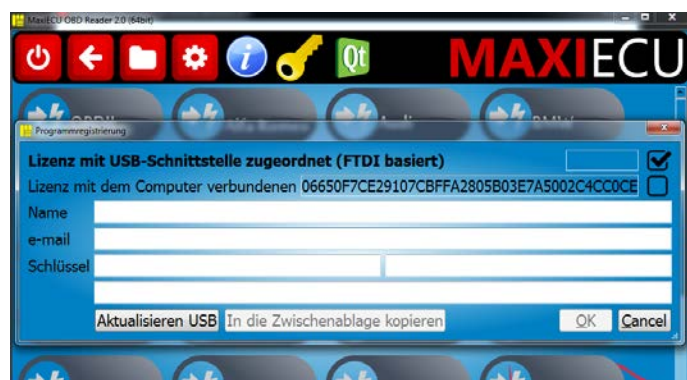 MaxiECU OBD Reader 2.0 (64bit)
Qt
MAXIECU
Programmregistrierung
Lizenz mit USB-Schnittstelle zugeordnet (FTDI basiert)
Lizenz mit dem Computer verbundenen 06650F7CE29107CBFFA2805B03E7A5002C4CC0CE
Name
e-mail
Schlüssel
Aktualisieren USB In die Zwischenablage kopieren OK Cancel